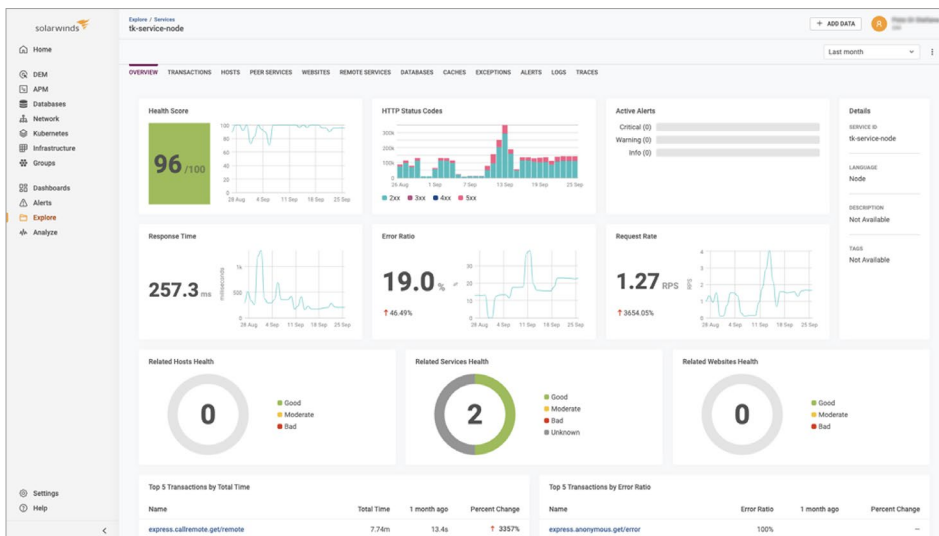 solarwinds
Home
DEM
APM
Databases
Network
Kubernetes
Infrastructure
Groups
Dashboards
Alerts
Explore
Analyze
Settings
Help
<
Explore / Services
tk-service-node
+ ADD DATA
Last month
OVERVIEW TRANSACTIONS HOSTS PEER SERVICES WEBSITES REMOTE SERVICES DATABASES CACHES EXCEPTIONS ALERTS LOGS TRACES
Health Score
96 /100
100
80
60
40
20
0
28 Aug 4 Sep 11 Sep 18 Sep 25 Sep
HTTP Status Codes
300k
200k
100k
0
26 Aug 1 Sep 7 Sep 13 Sep 19 Sep 25 Sep
2xx 3xx 4xx 5xx
Active Alerts
Critical (0)
Warning (0)
Info (0)
Details
SERVICE ID
tk-service-node
LANGUAGE
Node
DESCRIPTION
Not Available
TAGS
Not Available
Response Time
257.3 ms
milliseconds
1k
500
0
28 Aug 4 Sep 11 Sep 18 Sep 25 Sep
Error Ratio
19.0 %
↑ 46.49%
%
30
20
10
0
28 Aug 4 Sep 11 Sep 18 Sep 25 Sep
Request Rate
1.27 RPS
↑ 3654.05%
RPS
4
3
2
1
0
28 Aug 4 Sep 11 Sep 18 Sep 25 Sep
Related Hosts Health
0
Good
Moderate
Bad
Related Services Health
2
Good
Moderate
Bad
Unknown
Related Websites Health
0
Good
Moderate
Bad
Top 5 Transactions by Total Time
Name Total Time 1 month ago Percent Change
express.callremote.get/remote 7.74m 13.4s ↑ 3357%
Top 5 Transactions by Error Ratio
Name Error Ratio 1 month ago Percent Change
express.anonymous.get/error 100% –